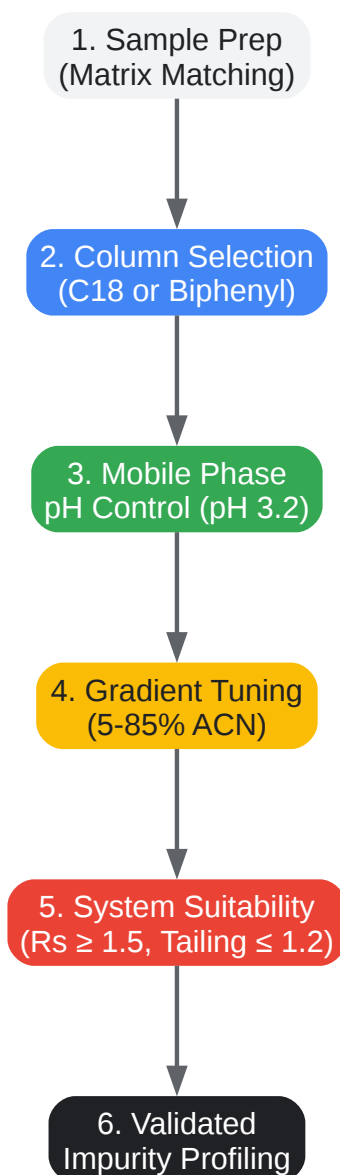 1. Sample Prep
(Matrix Matching)
2. Column Selection
(C18 or Biphenyl)
3. Mobile Phase
pH Control (pH 3.2)
4. Gradient Tuning
(5-85% ACN)
5. System Suitability
(Rs ≥ 1.5, Tailing ≤ 1.2)
6. Validated
Impurity Profiling